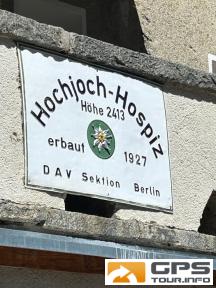 Hochjoch-Hospiz
Höhe 2413
erbaut 1927
DAV Sektion Berlin
GPS
TOUR.INFO